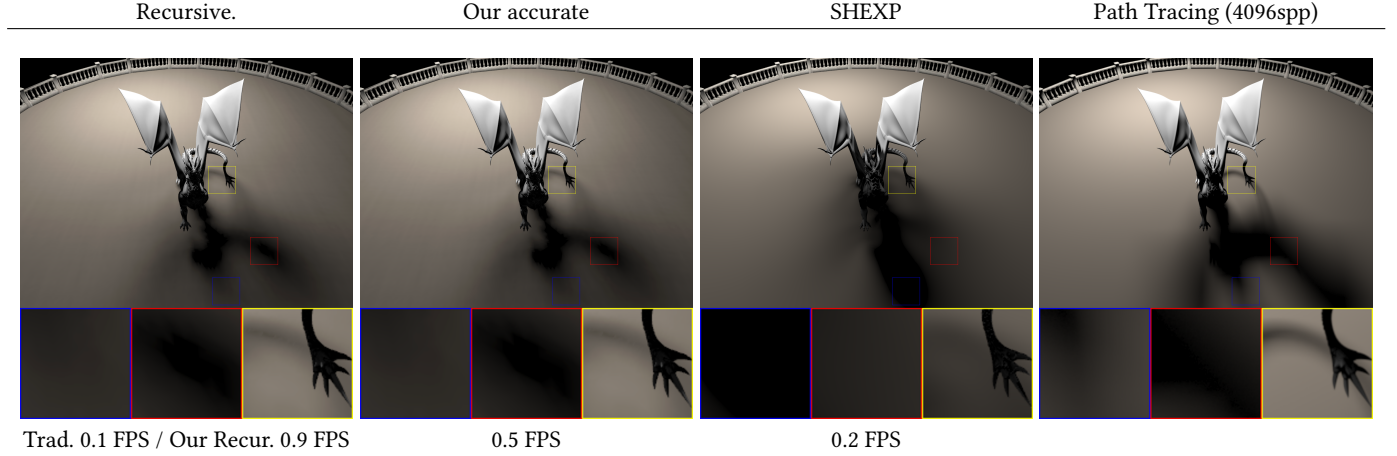 Recursive. Our accurate SHEXP Path Tracing (4096spp)
Trad. 0.1 FPS / Our Recur. 0.9 FPS 0.5 FPS 0.2 FPS